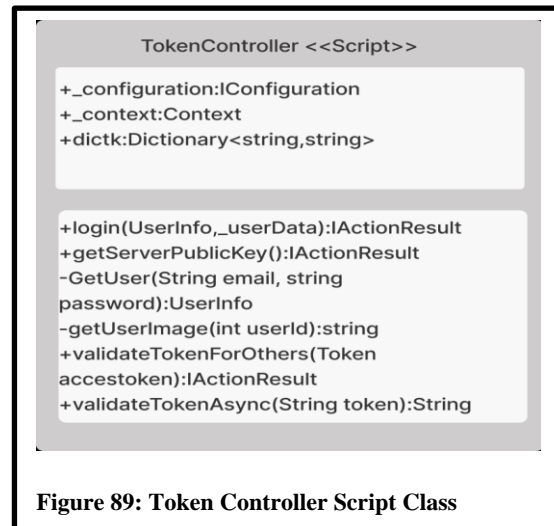 TokenController <<Script>>
+_configuration:IConfiguration
+_context:Context
+dictk:Dictionary<string,string>
+login(UserInfo,_userData):IActionResult
+getServerPublicKey():IActionResult
-GetUser(String email, string
password):UserInfo
-getUserImage(int userId):string
+validateTokenForOthers(Token
accestoken):IActionResult
+validateTokenAsync(String token):String
Figure 89: Token Controller Script Class